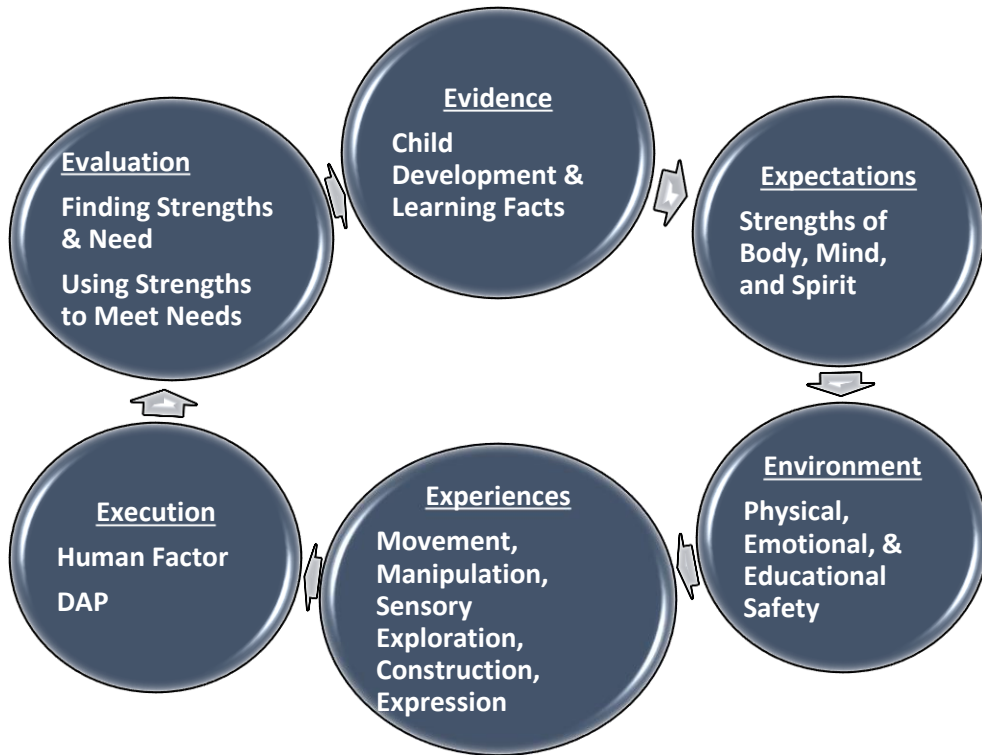 Evidence
Child
Development &
Learning Facts
Expectations
Strengths of
Body, Mind,
and Spirit
Environment
Physical,
Emotional, &
Educational
Safety
Experiences
Movement,
Manipulation,
Sensory
Exploration,
Construction,
Expression
Execution
Human Factor
DAP
Evaluation
Finding Strengths
& Need
Using Strengths
to Meet Needs